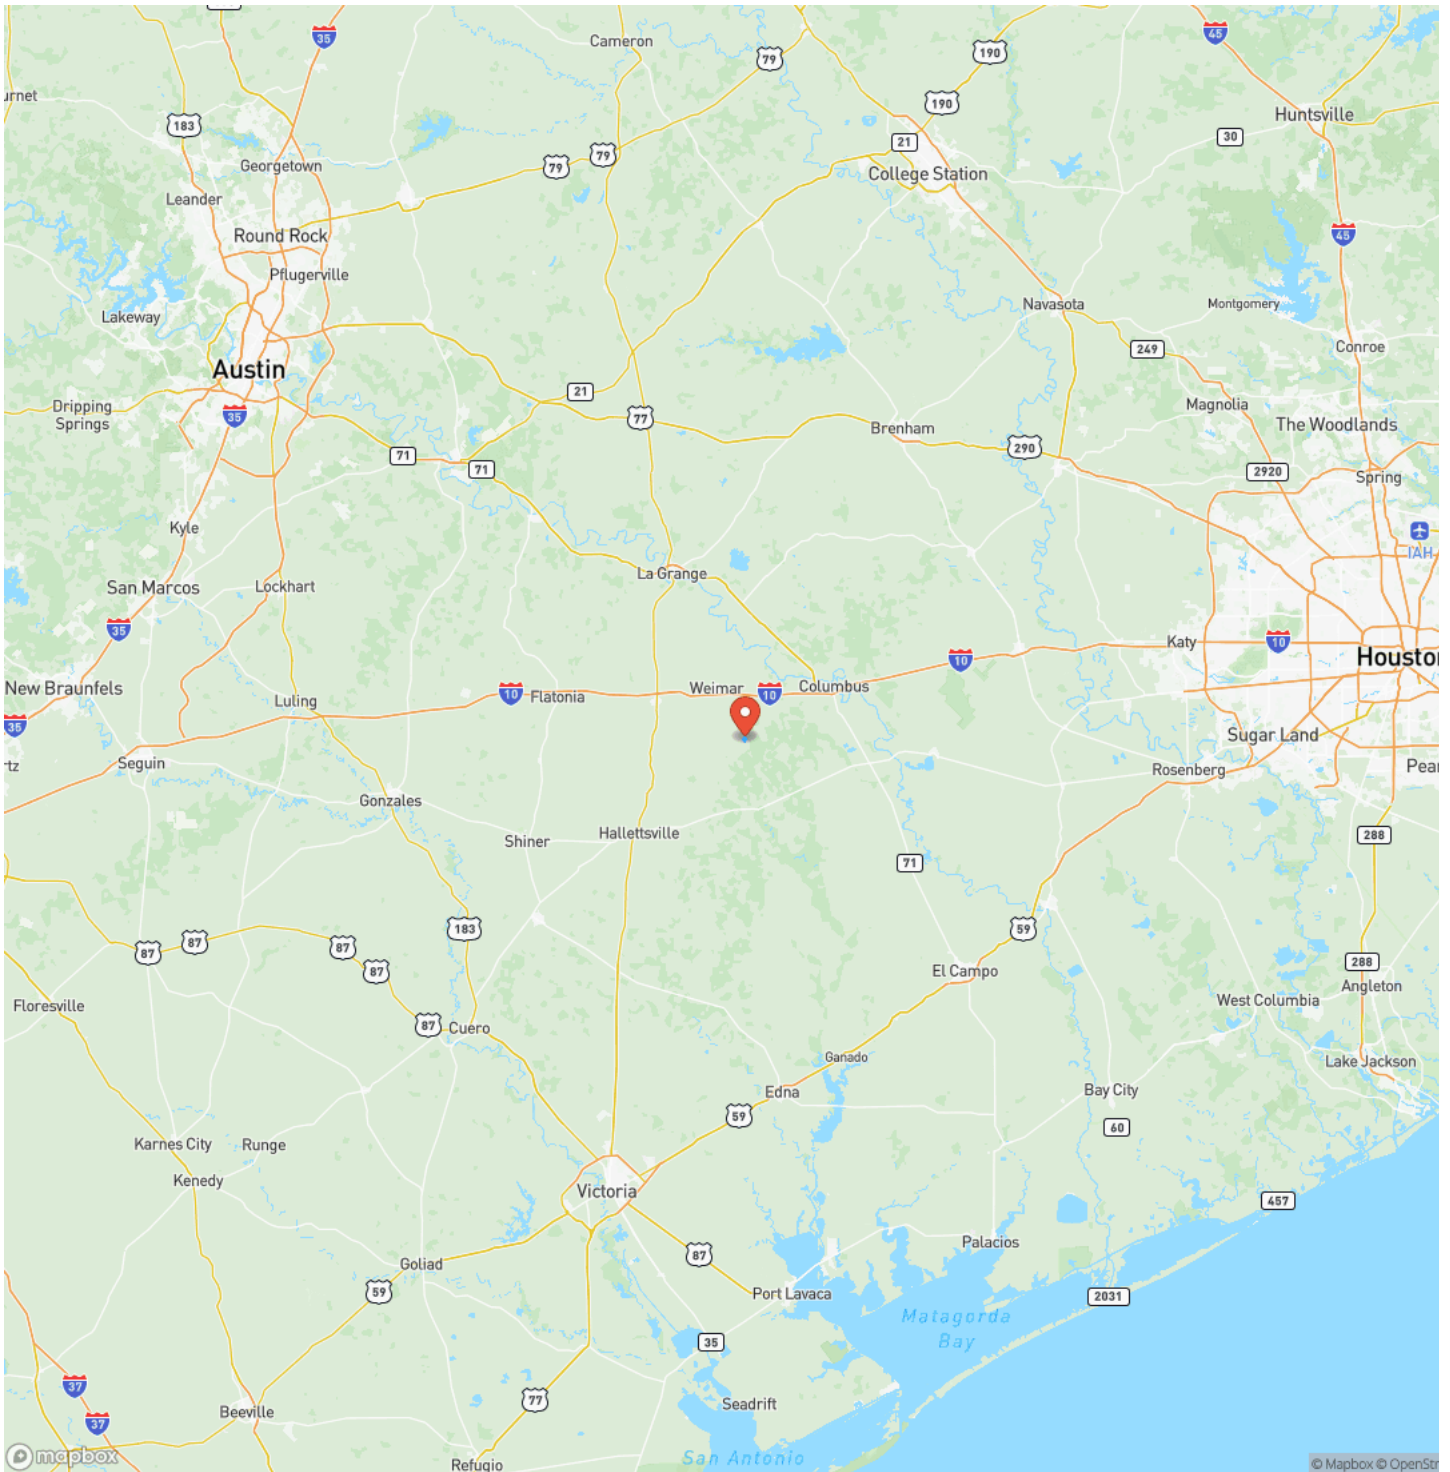 35
Cameron
79
190
45
urnet
183
190
Huntsville
21
30
Georgetown
79
79
College Station
Leander
Round Rock
45
Pflugerville
Navasota
Montgomery
Lakeway
249
Conroe
Austin
21
Dripping
Springs
35
77
Magnolia
The Woodlands
Brenham
290
71
71
2920
Spring
Kyle
IAH
La Grange
San Marcos
Lockhart
35
Katy
10
10
Houston
New Braunfels
Weimar
10
Columbus
10
Flatonia
Luling
35
Sugar Land
rtz
Seguin
Rosenberg
Pear
Gonzales
Hallettsville
Shiner
288
71
183
59
87
87
87
87
288
El Campo
Angleton
Floresville
West Columbia
87
Cuero
Ganado
Lake Jackson
Edna
Bay City
59
60
Karnes City
Runge
Kenedy
Victoria
457
Palacios
87
Goliad
59
Port Lavaca
2031
Matagorda
Bay
35
37
77
Seadrift
Beeville
37
mapbox
San Antonio
Refugio
© Mapbox © OpenStr